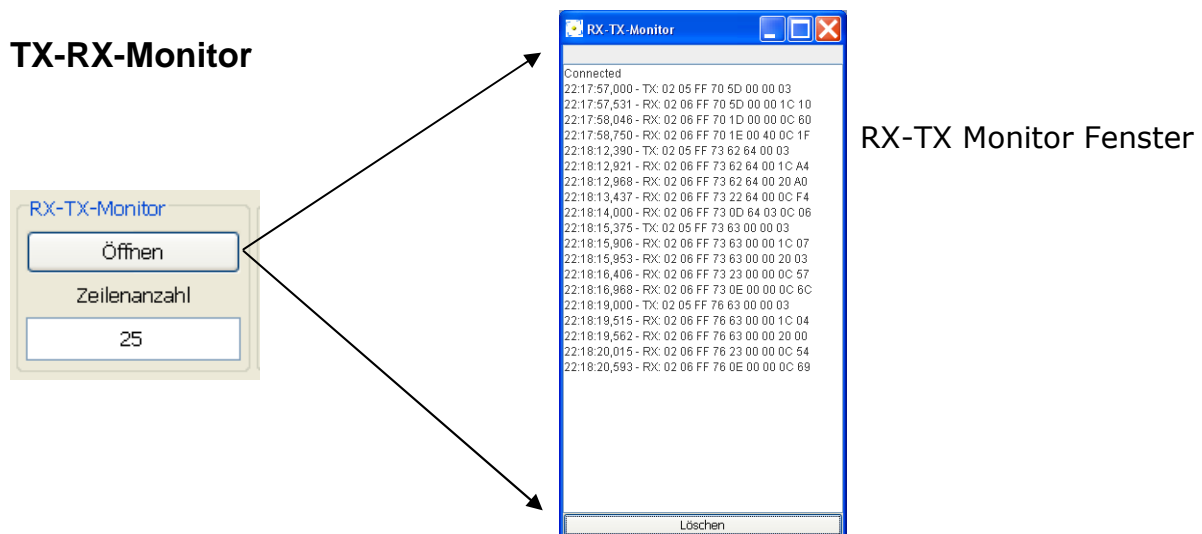 TX-RX-Monitor
RX-TX-Monitor
Öffnen
Zeilenanzahl
25
RX-TX-Monitor
Connected
22:17:57,000 - TX: 02 05 FF 70 5D 00 00 03
22:17:57,531 - RX: 02 06 FF 70 5D 00 00 1C 10
22:17:58,046 - RX: 02 06 FF 70 1D 00 00 0C 60
22:17:58,750 - RX: 02 06 FF 70 1E 00 40 0C 1F
22:18:12,390 - TX: 02 05 FF 73 62 64 00 03
22:18:12,921 - RX: 02 06 FF 73 62 64 00 1C A4
22:18:12,968 - RX: 02 06 FF 73 62 64 00 20 A0
22:18:13,437 - RX: 02 06 FF 73 22 64 00 0C F4
22:18:14,000 - RX: 02 06 FF 73 0D 64 03 0C 06
22:18:15,375 - TX: 02 05 FF 73 63 00 00 03
22:18:15,906 - RX: 02 06 FF 73 63 00 00 1C 07
22:18:15,953 - RX: 02 06 FF 73 63 00 00 20 03
22:18:16,406 - RX: 02 06 FF 73 23 00 00 0C 57
22:18:16,968 - RX: 02 06 FF 73 0E 00 00 0C 6C
22:18:19,000 - TX: 02 05 FF 76 63 00 00 03
22:18:19,515 - RX: 02 06 FF 76 63 00 00 1C 04
22:18:19,562 - RX: 02 06 FF 76 63 00 00 20 00
22:18:20,015 - RX: 02 06 FF 76 23 00 00 0C 54
22:18:20,593 - RX: 02 06 FF 76 0E 00 00 0C 69
Löschen
RX-TX Monitor Fenster